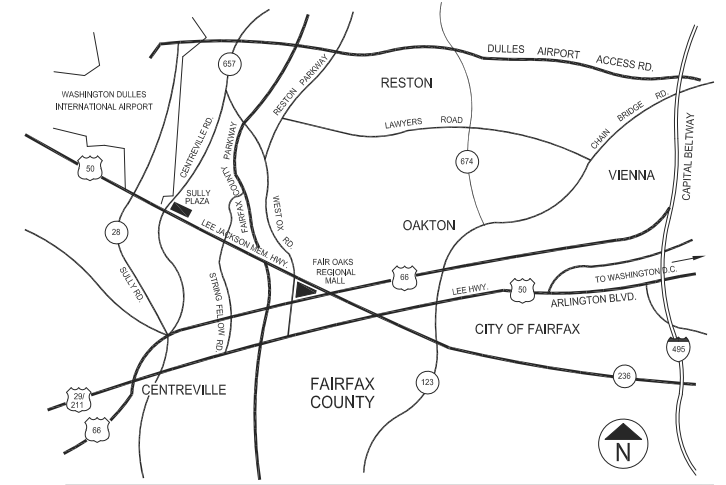 657
DULLES AIRPORT ACCESS RD.
RESTON PARKWAY
RESTON
WASHINGTON DULLES
INTERNATIONAL AIRPORT
CHAIN BRIDGE RD.
LAWYERS ROAD
CENTREVILLE RD.
FAIRFAX COUNTY PARKWAY
CAPITAL BELTWAY
50
674
VIENNA
SULLY
PLAZA
WEST OX RD
OAKTON
28
LEE JACKSON MEM. HWY.
FAIR OAKS
REGIONAL
MALL
SULLY RD.
STRING FELLOW RD.
66
TO WASHINGTON D.C.
LEE HWY.
50
ARLINGTON BLVD.
CITY OF FAIRFAX
495
CENTREVILLE
FAIRFAX
COUNTY
123
236
29/
211
66
N